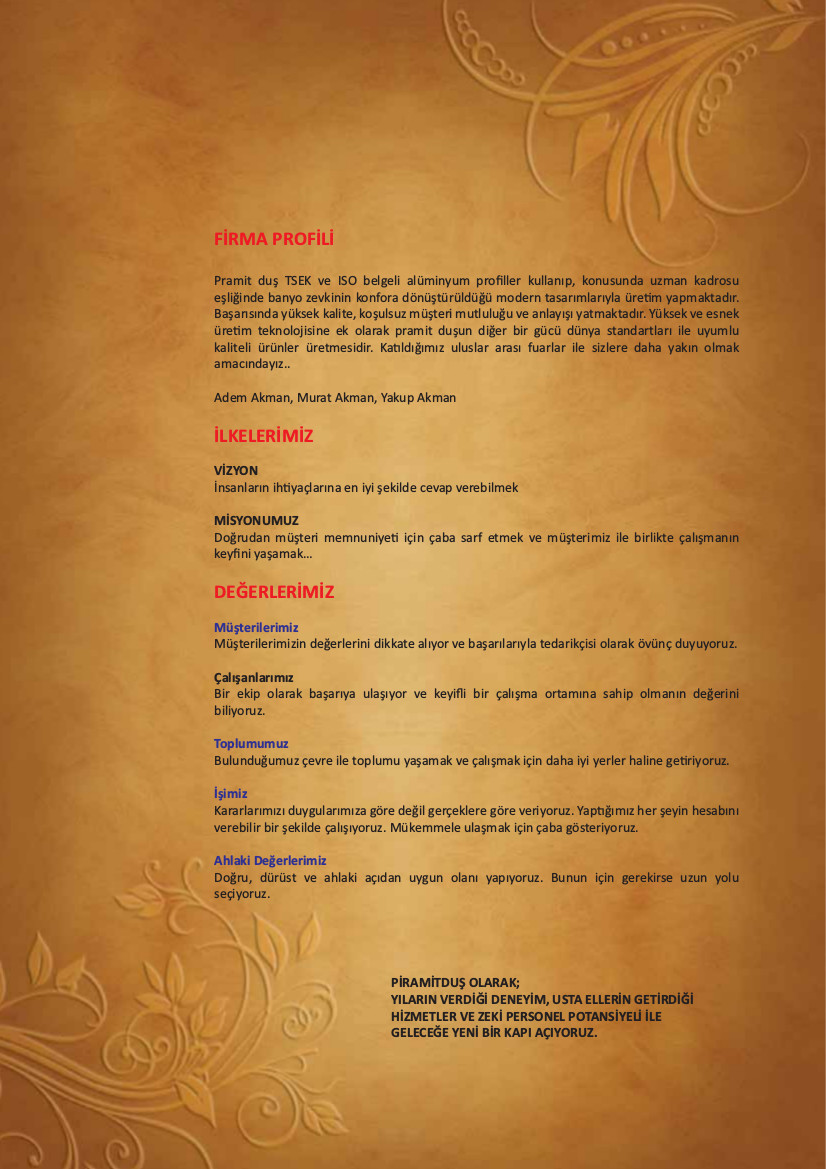 FİRMA PROFİLİ
Pramit duş TSEK ve ISO belgeli alüminyum profiller kullanıp, konusunda uzman kadrosu
eşliğinde banyo zevkinin konfora dönüştürüldüğü modern tasarımlarıyla üretim yapmaktadır.
Başarısında yüksek kalite, koşulsuz müşteri mutluluğu ve anlayışı yatmaktadır. Yüksek ve esnek
üretim teknolojisine ek olarak pramit duşun diğer bir gücü dünya standartları ile uyumlu
kaliteli ürünler üretmesidir. Katıldığımız uluslar arası fuarlar ile sizlere daha yakın olmak
amacındayız..
Adem Akman, Murat Akman, Yakup Akman
İLKELERİMİZ
VİZYON
İnsanların ihtiyaçlarına en iyi şekilde cevap verebilmek
MİSYONUMUZ
Doğrudan müşteri memnuniyeti için çaba sarf etmek ve müşterimiz ile birlikte çalışmanın
keyfini yaşamak...
DEĞERLERİMİZ
Müşterilerimiz
Müşterilerimizin değerlerini dikkate alıyor ve başarılarıyla tedarikçisi olarak övünç duyuyoruz.
Çalışanlarımız
Bir ekip olarak başarıya ulaşıyor ve keyifli bir çalışma ortamına sahip olmanın değerini
biliyoruz.
Toplumumuz
Bulunduğumuz çevre ile toplumu yaşamak ve çalışmak için daha iyi yerler haline getiriyoruz.
İşimiz
Kararlarımızı duygularımıza göre değil gerçeklere göre veriyoruz. Yaptığımız her şeyin hesabını
verebilir bir şekilde çalışıyoruz. Mükemmele ulaşmak için çaba gösteriyoruz.
Ahlaki Değerlerimiz
Doğru, dürüst ve ahlaki açıdan uygun olanı yapıyoruz. Bunun için gerekirse uzun yolu
seçiyoruz.
PİRAMİTDUŞ OLARAK;
YILARIN VERDİĞİ DENEYİM, USTA ELLERİN GETİRDİĞİ
HİZMETLER VE ZEKİ PERSONEL POTANSİYELİ İLE
GELECEĞE YENİ BİR KAPI AÇIYORUZ.